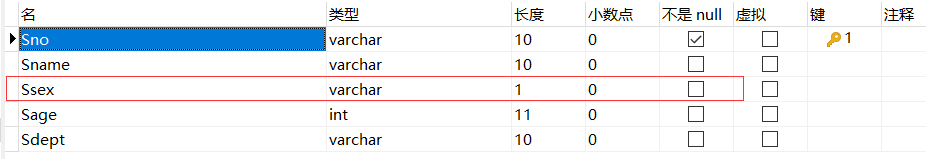 名 类型 长度 小数点 不是 null 虚拟 键 注释
Sno varchar 10 0 1
Sname varchar 10 0
Ssex varchar 1 0
Sage int 11 0
Sdept varchar 10 0